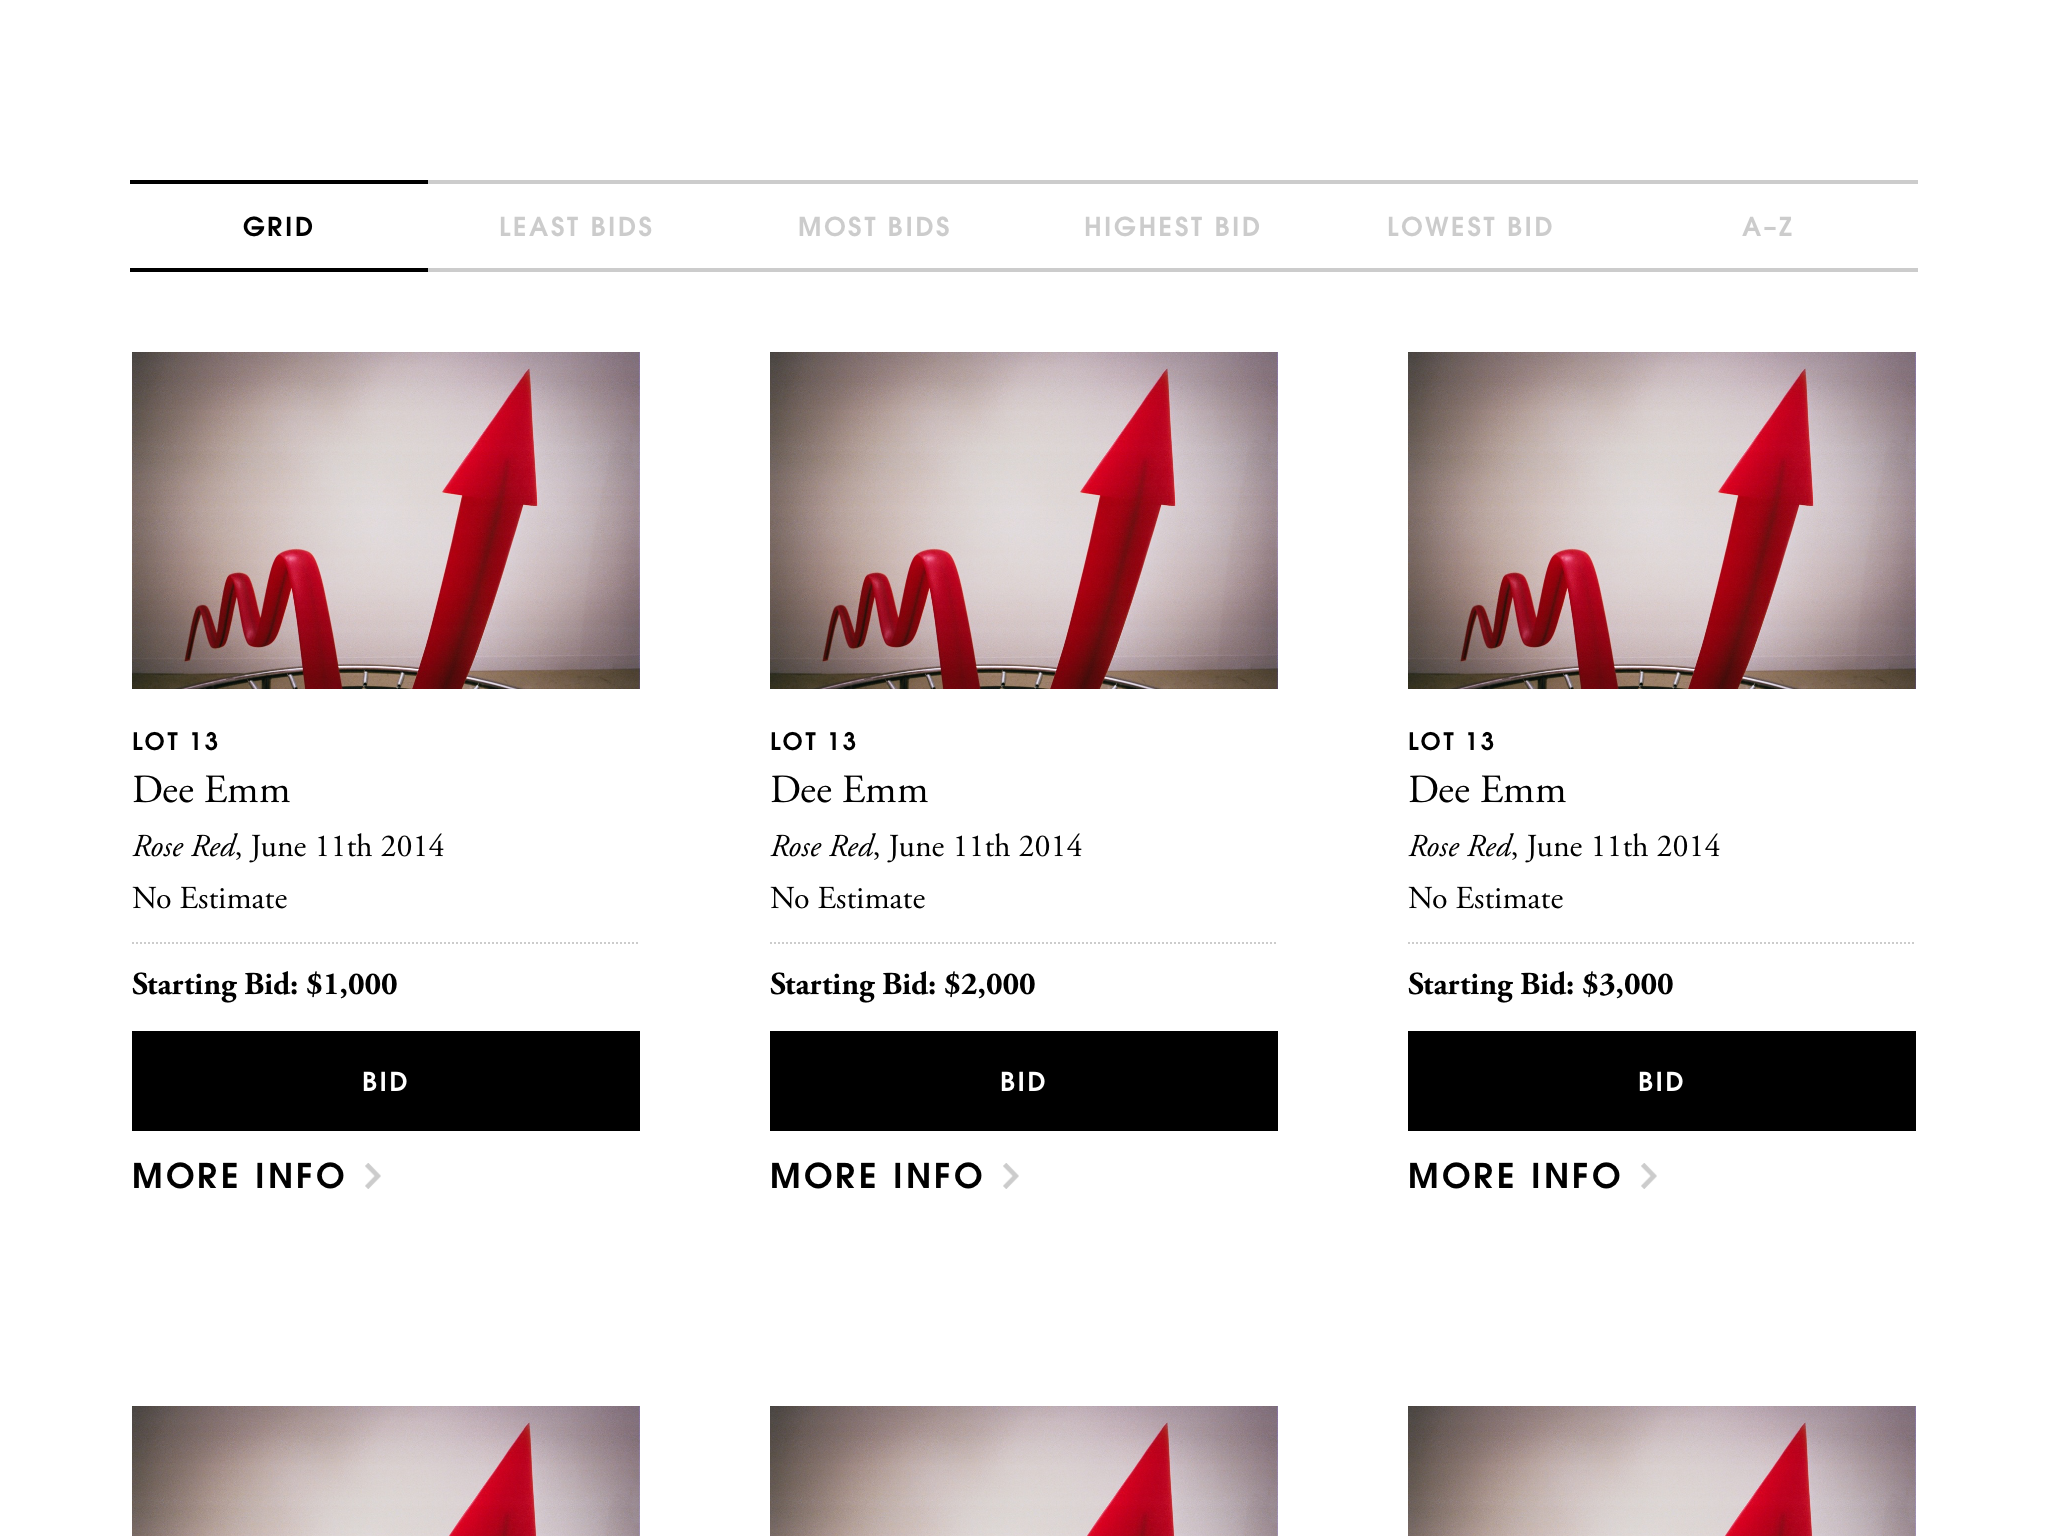 GRID LEAST BIDS MOST BIDS HIGHEST BID LOWEST BID A–Z
LOT 13
Dee Emm
Rose Red, June 11th 2014
No Estimate
Starting Bid: $1,000
BID
MORE INFO
LOT 13
Dee Emm
Rose Red, June 11th 2014
No Estimate
Starting Bid: $2,000
BID
MORE INFO
LOT 13
Dee Emm
Rose Red, June 11th 2014
No Estimate
Starting Bid: $3,000
BID
MORE INFO